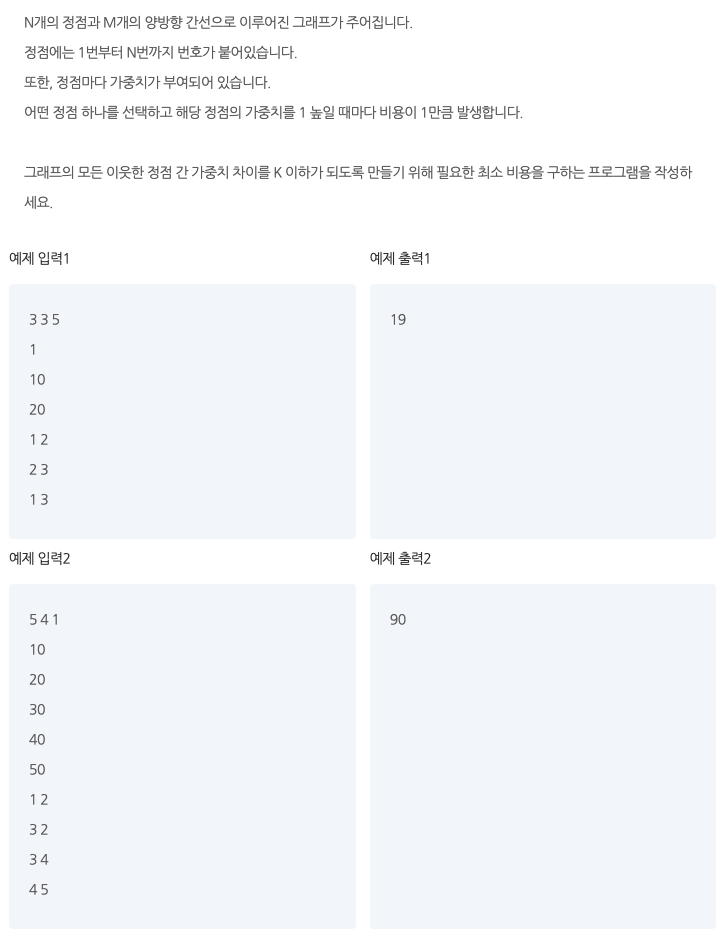 N개의 정점과 M개의 양방향 간선으로 이루어진 그래프가 주어집니다.
정점에는 1번부터 N번까지 번호가 붙어있습니다.
또한, 정점마다 가중치가 부여되어 있습니다.
어떤 정점 하나를 선택하고 해당 정점의 가중치를 1 높일 때마다 비용이 1만큼 발생합니다.
그래프의 모든 이웃한 정점 간 가중치 차이를 K 이하가 되도록 만들기 위해 필요한 최소 비용을 구하는 프로그램을 작성하
세요.
예제 입력1
3 3 5
1
10
20
1 2
2 3
1 3
예제 출력1
19
예제 입력2
5 4 1
10
20
30
40
50
1 2
3 2
3 4
4 5
예제 출력2
90